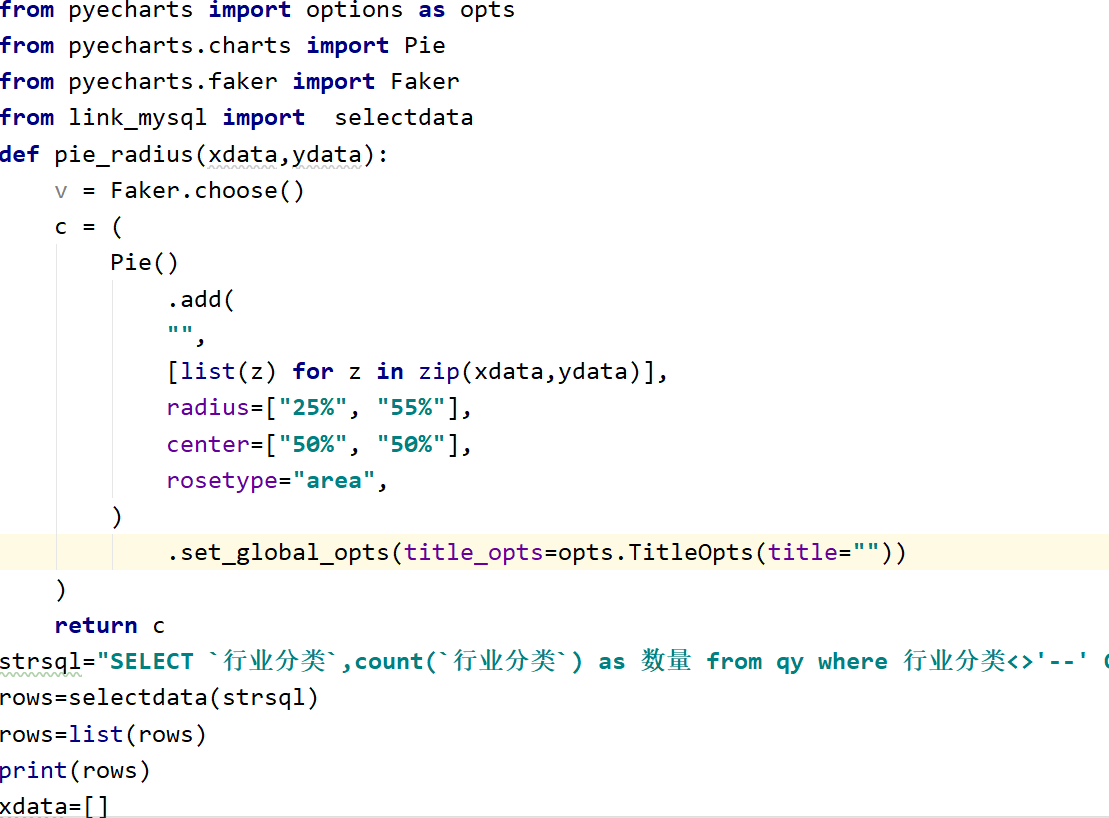 from pyecharts import options as opts
from pyecharts.charts import Pie
from pyecharts.faker import Faker
from link_mysql import  selectdata
def pie_radius(xdata,ydata):
    v = Faker.choose()
    c = (
        Pie()
            .add(
            "",
            [list(z) for z in zip(xdata,ydata)],
            radius=["25%", "55%"],
            center=["50%", "50%"],
            rosetype="area",
        )
            .set_global_opts(title_opts=opts.TitleOpts(title=""))
    )
    return c
strsql="SELECT `行业分类`,count(`行业分类`) as 数量 from qy where 行业分类<>'--'
rows=selectdata(strsql)
rows=list(rows)
print(rows)
xdata=[]